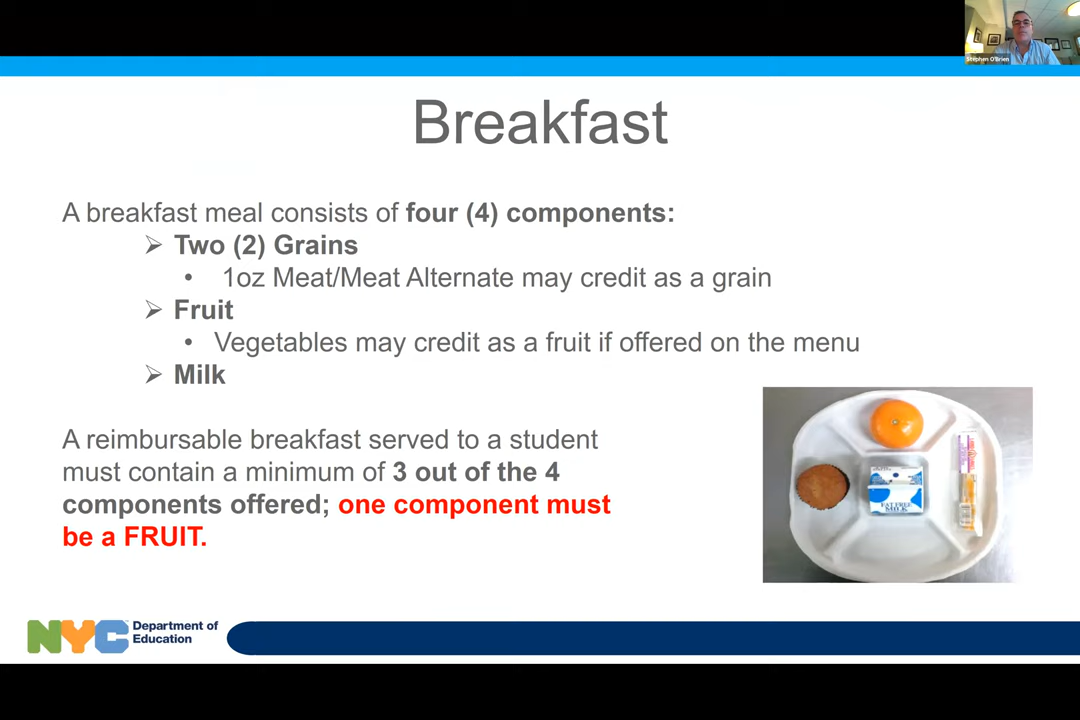 Stephen O'Brien
Breakfast
A breakfast meal consists of four (4) components:
➢ Two (2) Grains
• 1oz Meat/Meat Alternate may credit as a grain
➢ Fruit
• Vegetables may credit as a fruit if offered on the menu
➢ Milk
A reimbursable breakfast served to a student
must contain a minimum of 3 out of the 4
components offered; one component must
be a FRUIT.
FAT FREE
MILK
NYC Department of
Education